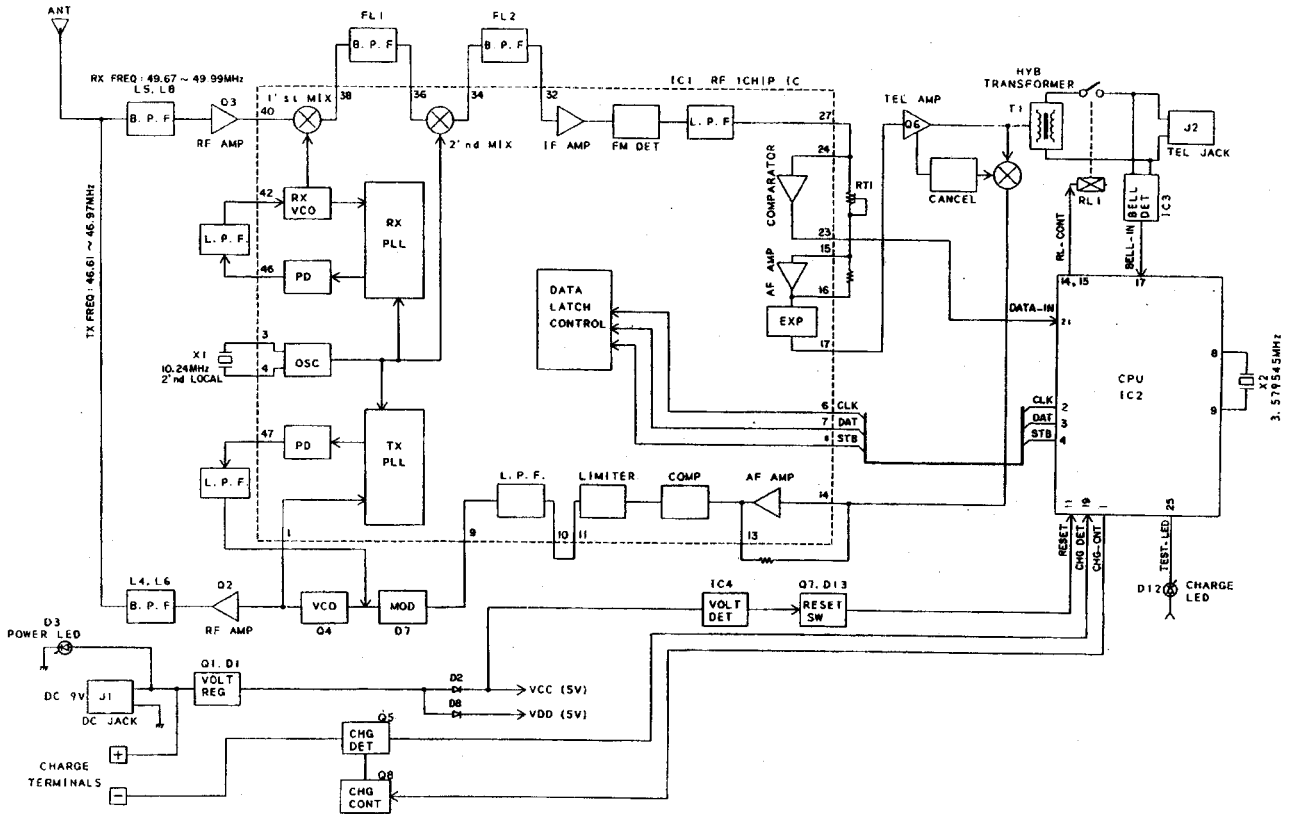 ANT
FL1
FL2
B. P. F
B. P. F
RX FREQ: 49.67 ~ 49.99MHz
L5, L8
B. P. F
Q3
RF AMP
40
1'st MIX
38
36
34
32
2'nd MIX
IF AMP
FM DET
L. P. F
IC1 RF 1CHIP IC
27
24
COMPARATOR
RT1
23
15
AF AMP
16
EXP
17
TEL AMP
Q6
CANCEL
HYB
TRANSFORMER
T1
J2
TEL JACK
RL1
BELL
DET
IC3
RL-CONT
BELL-IN
14, 15
17
DATA-IN
21
42
RX
VCO
RX
PLL
L. P. F.
46
PD
TX FREQ: 46.61 ~ 46.97MHz
3
X1
4
OSC
10.24MHz
2'nd LOCAL
DATA
LATCH
CONTROL
6 CLK
7 DAT
STB
CPU
IC2
CLK
2
DAT
3
STB
4
8
9
X2
3.579545MHz
47
PD
TX
PLL
L. P. F.
1
9
L. P. F.
10
11
LIMITER
COMP
AF AMP
14
13
11
19
1
25
RESET
CHG DET
CHG-CNT
TEST-LED
D12
CHARGE
LED
L4, L6
B. P. F
Q2
RF AMP
VCO
Q4
MOD
D7
IC4
VOLT
DET
Q7, D13
RESET
SW
D3
POWER LED
DC 9V
J1
DC JACK
Q1, D1
VOLT
REG
D2
VCC (5V)
D8
VDD (5V)
+
CHARGE
TERMINALS
−
Q5
CHG
DET
Q8
CHG
CONT